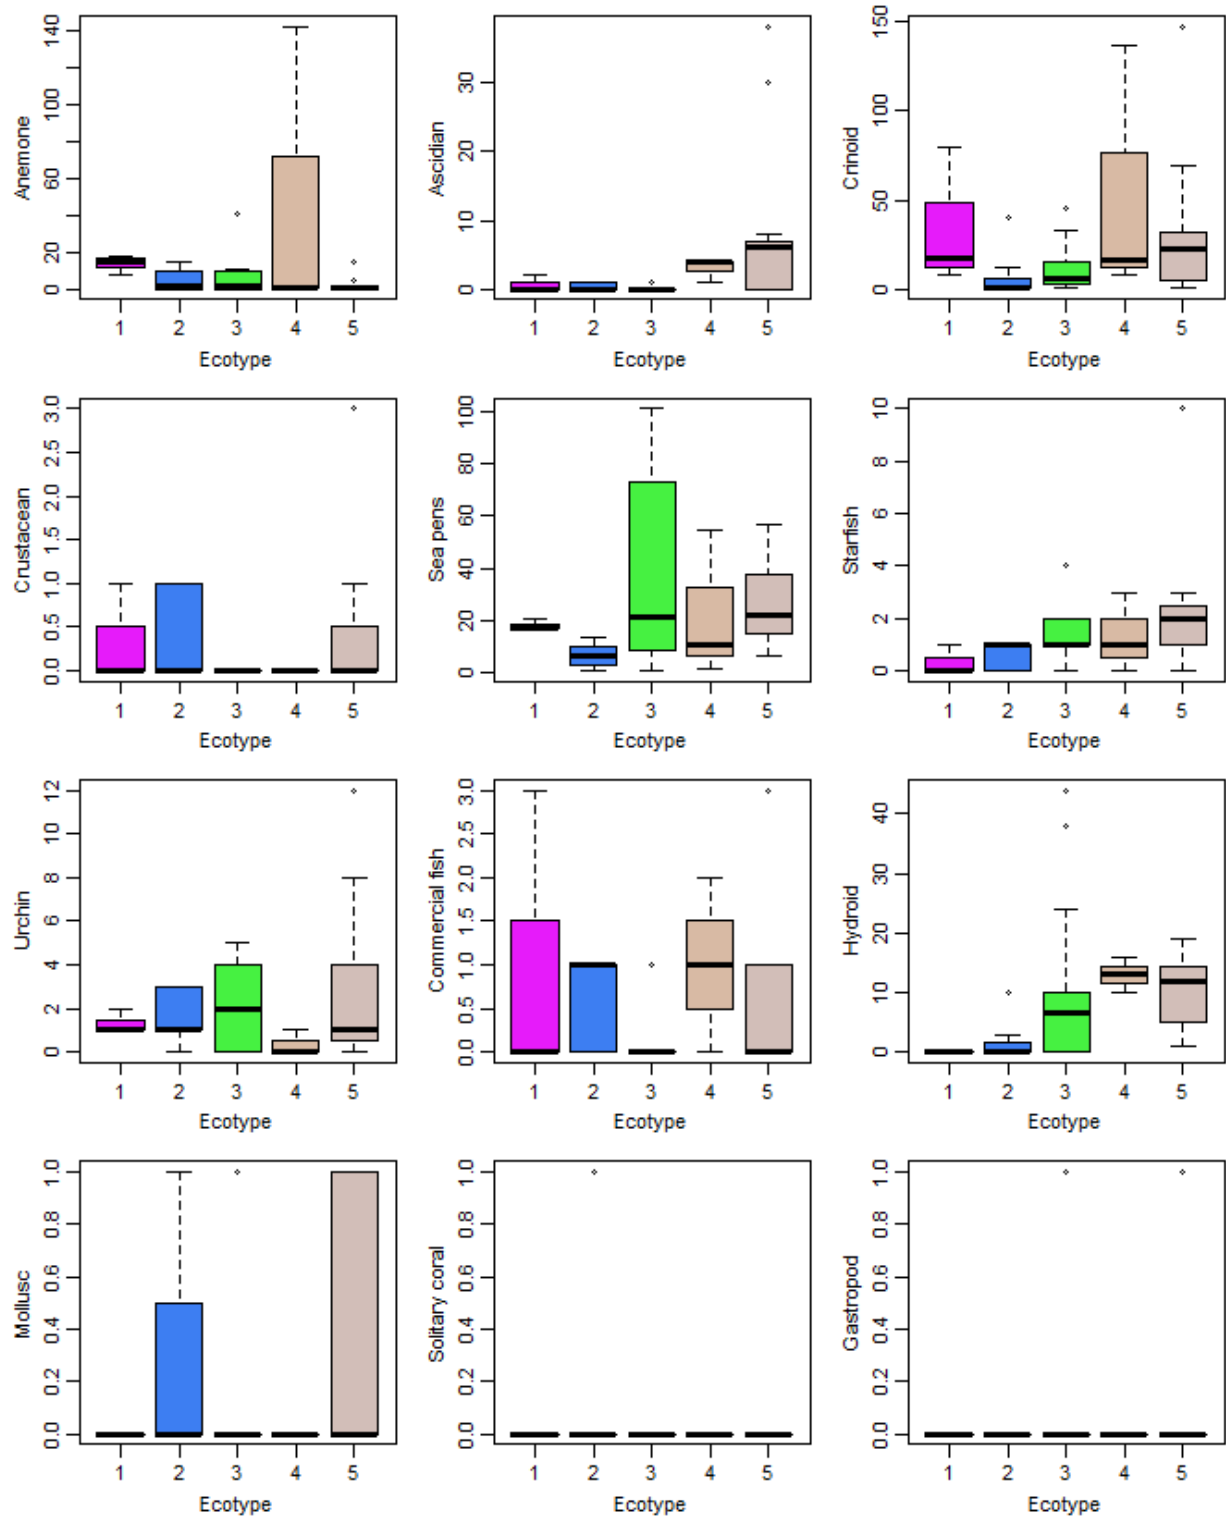 Anemone
0 20 60 100 140
1 2 3 4 5
Ecotype
Ascidian
0 10 20 30
1 2 3 4 5
Ecotype
Crinoid
0 50 100 150
1 2 3 4 5
Ecotype
Crustacean
0.0 0.5 1.0 1.5 2.0 2.5 3.0
1 2 3 4 5
Ecotype
Sea pens
0 20 40 60 80 100
1 2 3 4 5
Ecotype
Starfish
0 2 4 6 8 10
1 2 3 4 5
Ecotype
Urchin
0 2 4 6 8 10 12
1 2 3 4 5
Ecotype
Commercial fish
0.0 0.5 1.0 1.5 2.0 2.5 3.0
1 2 3 4 5
Ecotype
Hydroid
0 10 20 30 40
1 2 3 4 5
Ecotype
Mollusc
0.0 0.2 0.4 0.6 0.8 1.0
1 2 3 4 5
Ecotype
Solitary coral
0.0 0.2 0.4 0.6 0.8 1.0
1 2 3 4 5
Ecotype
Gastropod
0.0 0.2 0.4 0.6 0.8 1.0
1 2 3 4 5
Ecotype